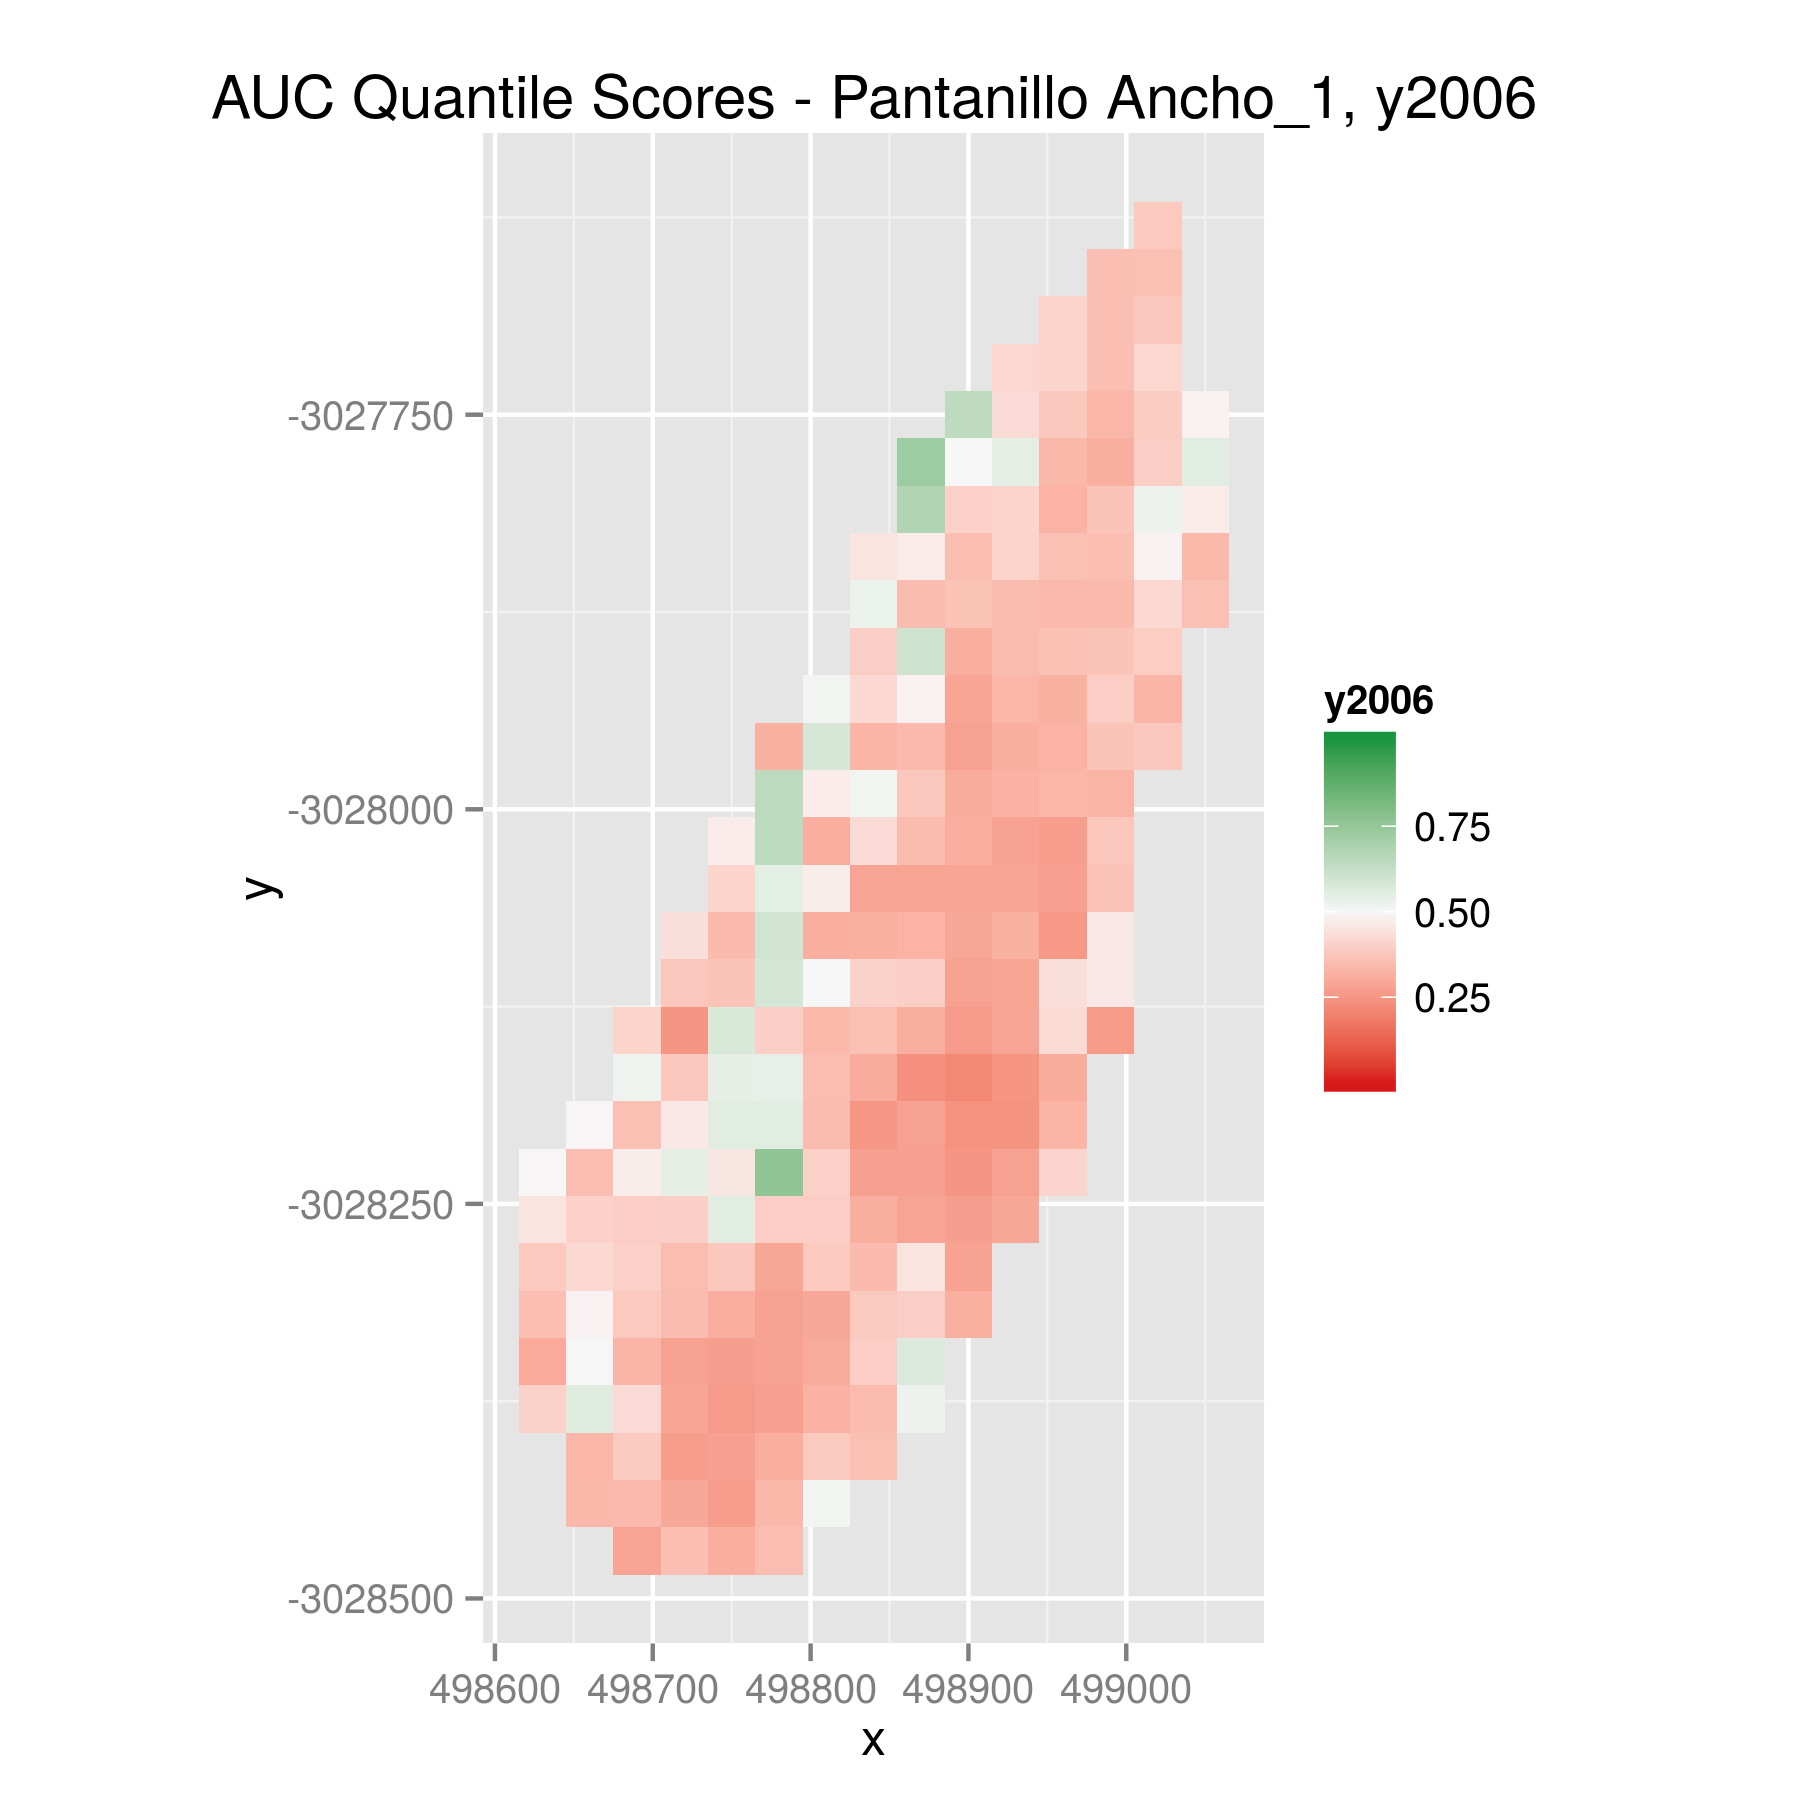 AUC Quantile Scores - Pantanillo Ancho_1, y2006
-3027750
-3028000
-3028250
-3028500
y
498600 498700 498800 498900 499000
x
y2006
0.75
0.50
0.25